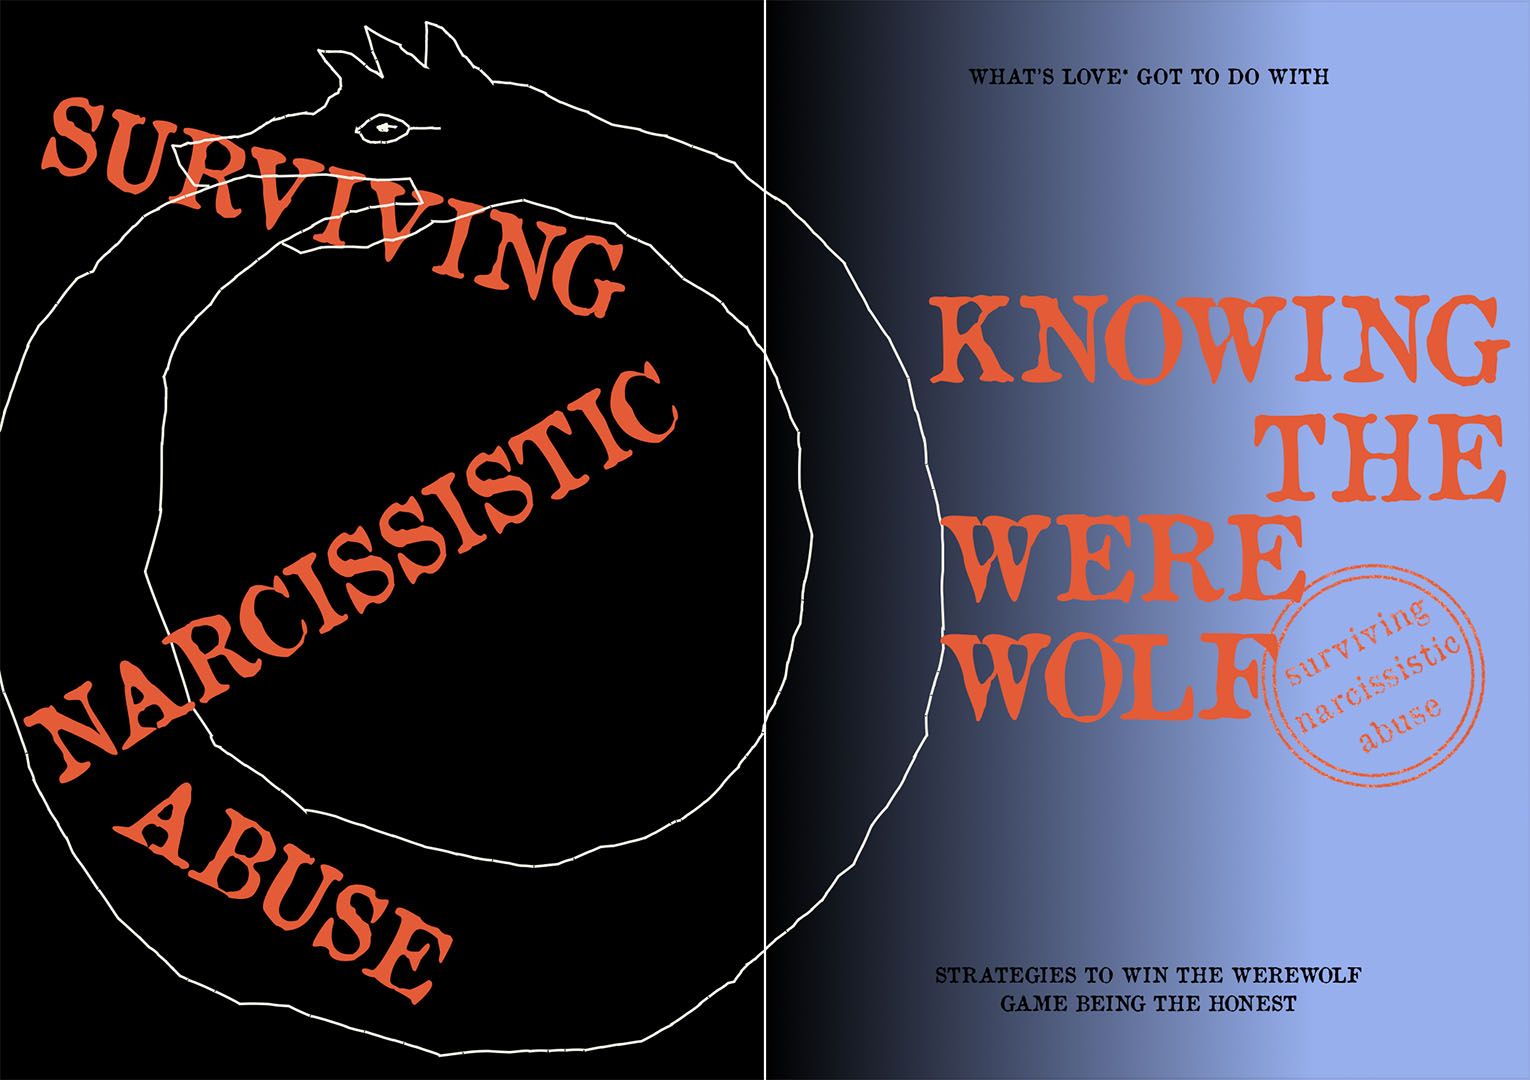 SURVIVING
NARCISSISTIC
ABUSE
WHAT'S LOVE* GOT TO DO WITH
KNOWING
THE
WERE
WOLF
surviving
narcissistic
abuse
STRATEGIES TO WIN THE WEREWOLF
GAME BEING THE HONEST